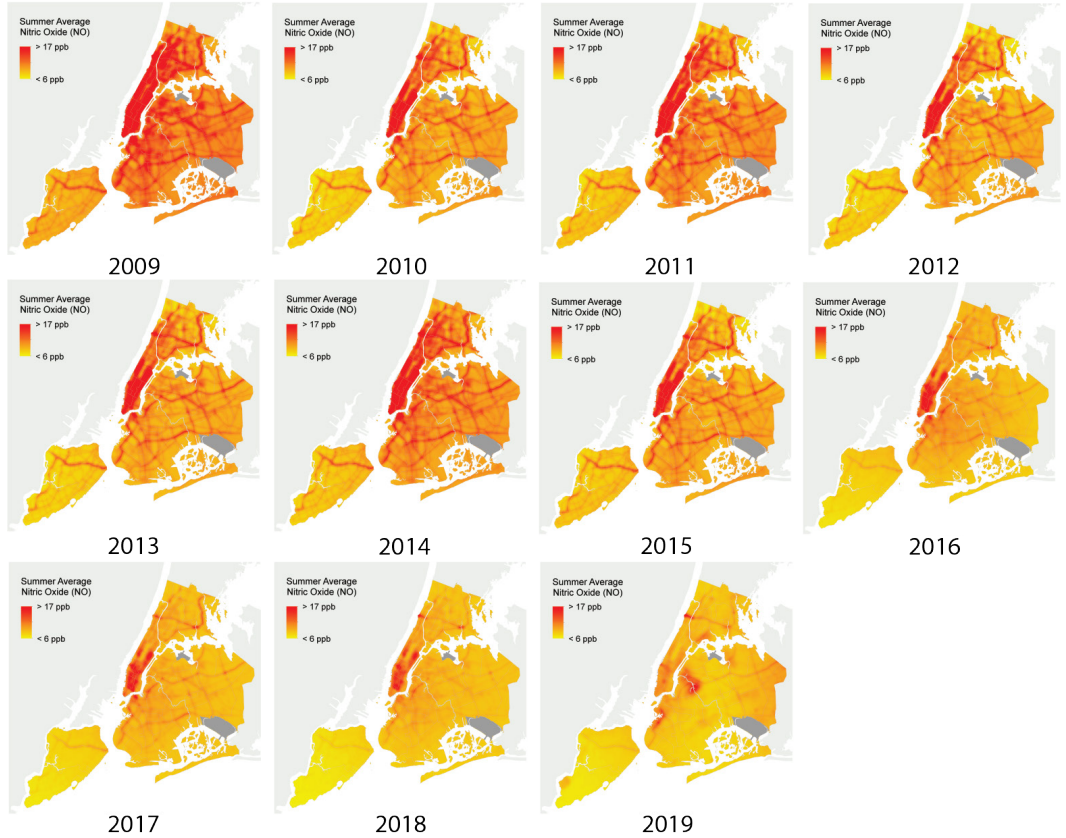 Summer Average
Nitric Oxide (NO)
> 17 ppb
< 6 ppb
2009
Summer Average
Nitric Oxide (NO)
> 17 ppb
< 6 ppb
2010
Summer Average
Nitric Oxide (NO)
> 17 ppb
< 6 ppb
2011
Summer Average
Nitric Oxide (NO)
> 17 ppb
< 6 ppb
2012
Summer Average
Nitric Oxide (NO)
> 17 ppb
< 6 ppb
2013
Summer Average
Nitric Oxide (NO)
> 17 ppb
< 6 ppb
2014
Summer Average
Nitric Oxide (NO)
> 17 ppb
< 6 ppb
2015
Summer Average
Nitric Oxide (NO)
> 17 ppb
< 6 ppb
2016
Summer Average
Nitric Oxide (NO)
> 17 ppb
< 6 ppb
2017
Summer Average
Nitric Oxide (NO)
> 17 ppb
< 6 ppb
2018
Summer Average
Nitric Oxide (NO)
> 17 ppb
< 6 ppb
2019